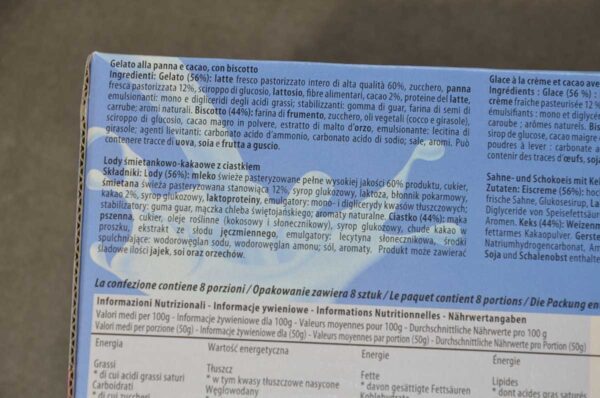 Gelato alla panna e cacao, con biscotto
Ingredienti: Gelato (56%): latte fresco pastorizzato intero di alta qualità 60%, zucchero, panna
fresca pastorizzata 12%, sciroppo di glucosio, lattosio, fibre alimentari, cacao 2%, proteine del latte,
emulsionanti: mono e digliceridi degli acidi grassi; stabilizzanti: gomma di guar, farina di semi di
carrube; aromi naturali. Biscotto (44%): farina di frumento, zucchero, oli vegetali (cocco e girasole),
sciroppo di glucosio, cacao magro in polvere, estratto di malto d'orzo, emulsionante: lecitina di
girasole; agenti lievitanti: carbonato acido d'ammonio, carbonato acido di sodio; sale, aromi. Può
contenere tracce di uova, soia e frutta a guscio.
Lody śmietankowo-kakaowe z ciastkiem
Składniki: Lody (56%): mleko świeże pasteryzowane pełne wysokiej jakości 60% produktu, cukier,
śmietana świeża pasteryzowana stanowiąca 12%, syrop glukozowy, laktoza, błonnik pokarmowy,
kakao 2%, syrop glukozowy, laktoproteiny, emulgatory: mono- i diglicerydy kwasów tłuszczowych;
stabilizatory: guma guar, mączka chleba świętojańskiego; aromaty naturalne. Ciastko (44%): mąka
pszenna, cukier, oleje roślinne (kokosowy i słonecznikowy), syrop glukozowy, chude kakao w
proszku, ekstrakt ze słodu jęczmiennego, emulgatory: lecytyna słonecznikowa, środki
spulchniające: wodorowęglan sodu, wodorowęglan amonu; sól, aromaty. Produkt może zawierać
śladowe ilości jajek, soi oraz orzechów.
Glace à la crème et cacao ave
Ingrédients : Glace (56 %) :
crème fraîche pasteurisée 12 %
émulsifiants : mono et diglycérid
caroube ; arômes naturels. Bis
sirop de glucose, cacao maigre
poudres à lever : carbonate a
contenir des traces d'œufs, soja
Sahne- und Schokoeis mit Kek
Zutaten: Eiscreme (56%): hoc
frische Sahne, Glukosesirup, La
Diglyceride von Speisefettsäur
Aromen. Keks (44%): Weizenm
fettarmes Kakaopulver. Gerste
Natriumhydrogencarbonat, Am
Soja und Schalenobst enthalte
La confezione contiene 8 porzioni / Opakowanie zawiera 8 sztuk / Le paquet contient 8 portions / Die Packung en
Informazioni Nutrizionali - Informacje żywieniowe - Informations Nutritionnelles - Nährwertangaben
Valori medi per 100g - Informacje żywieniowe dla 100g - Valeurs moyennes pour 100g - Durchschnittliche Nährwerte pro 100 g
Valori medi per porzione (50g) - Informacje żywieniowe dla (50g) - Valeurs moyennes par portion (50g) - Durchschnittliche Nährwerte pro Portion (50g)
Energia Wartość energetyczna Énergie Energie
Grassi Tłuszcz Fette Lipides
* di cui acidi grassi saturi * w tym kwasy tłuszczowe nasycone * davon gesättigte Fettsäuren * dont acides gras satur
Carboidrati Węglowodany Kohlehydrate
* di cui zuccheri